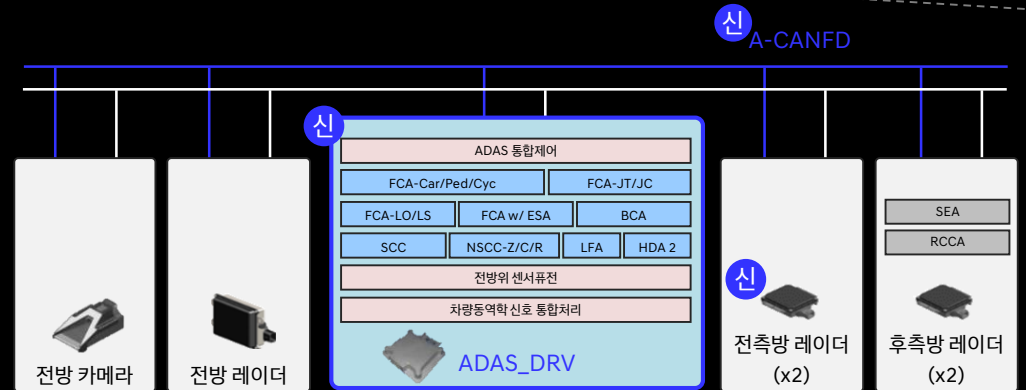 신
A-CANFD
신
ADAS 통합제어
FCA-Car/Ped/Cyc
FCA-JT/JC
FCA-LO/LS
FCA w/ ESA
BCA
SCC
NSCC-Z/C/R
LFA
HDA 2
전방위 센서퓨전
차량동역학 신호 통합처리
ADAS_DRV
전방 카메라
전방 레이더
신
전측방 레이더
(x2)
SEA
RCCA
후측방 레이더
(x2)